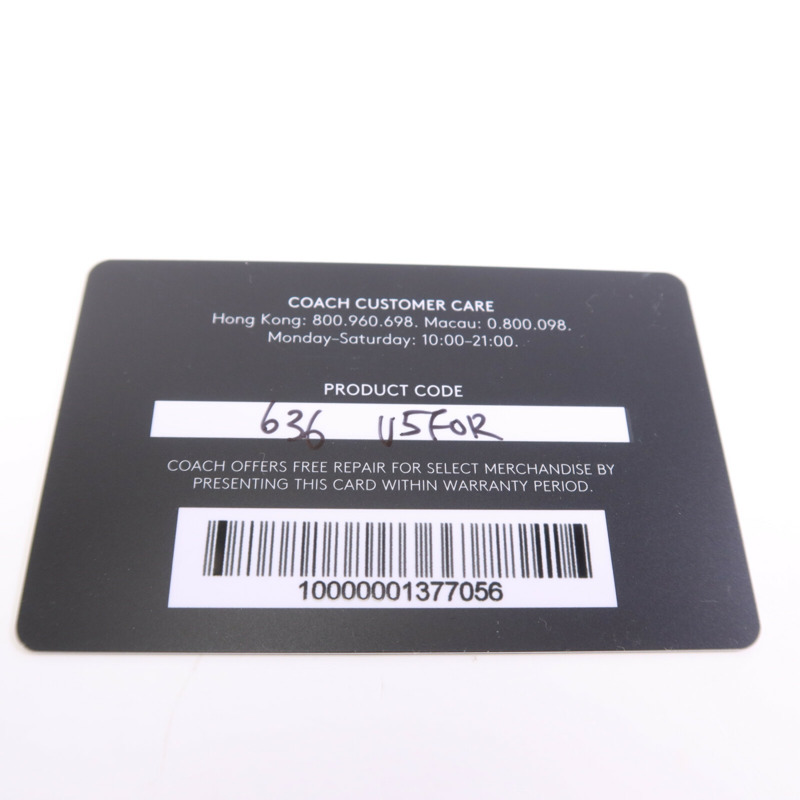 COACH CUSTOMER CARE
Hong Kong: 800.960.698. Macau: 0.800.098.
Monday–Saturday: 10:00–21:00.
PRODUCT CODE
636 U5F0R
COACH OFFERS FREE REPAIR FOR SELECT MERCHANDISE BY
PRESENTING THIS CARD WITHIN WARRANTY PERIOD.
10000001377056